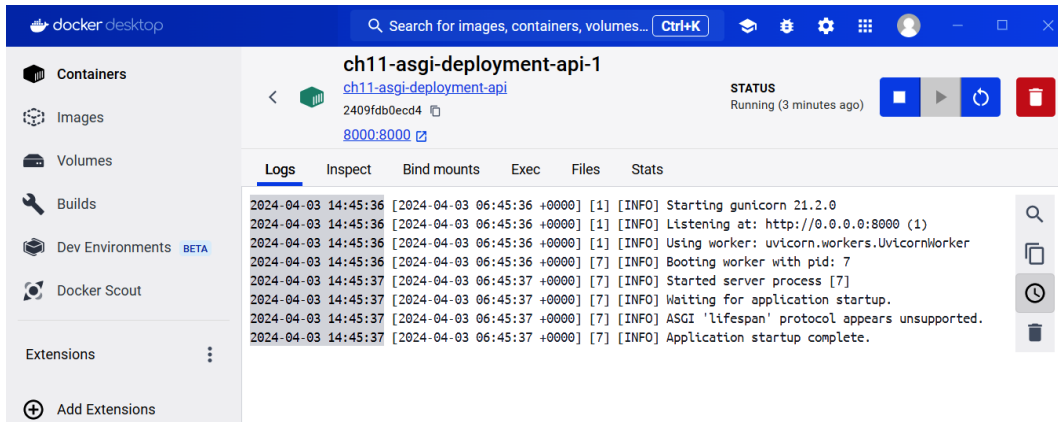 docker desktop
Search for images, containers, volumes... Ctrl+K
Containers
Images
Volumes
Builds
Dev Environments BETA
Docker Scout
Extensions
Add Extensions
ch11-asgi-deployment-api-1
ch11-asgi-deployment-api
2409fdb0ecd4
8000:8000
STATUS
Running (3 minutes ago)
Logs Inspect Bind mounts Exec Files Stats
2024-04-03 14:45:36 [2024-04-03 06:45:36 +0000] [1] [INFO] Starting gunicorn 21.2.0
2024-04-03 14:45:36 [2024-04-03 06:45:36 +0000] [1] [INFO] Listening at: http://0.0.0.0:8000 (1)
2024-04-03 14:45:36 [2024-04-03 06:45:36 +0000] [1] [INFO] Using worker: uvicorn.workers.UvicornWorker
2024-04-03 14:45:36 [2024-04-03 06:45:36 +0000] [7] [INFO] Booting worker with pid: 7
2024-04-03 14:45:37 [2024-04-03 06:45:37 +0000] [7] [INFO] Started server process [7]
2024-04-03 14:45:37 [2024-04-03 06:45:37 +0000] [7] [INFO] Waiting for application startup.
2024-04-03 14:45:37 [2024-04-03 06:45:37 +0000] [7] [INFO] ASGI 'lifespan' protocol appears unsupported.
2024-04-03 14:45:37 [2024-04-03 06:45:37 +0000] [7] [INFO] Application startup complete.